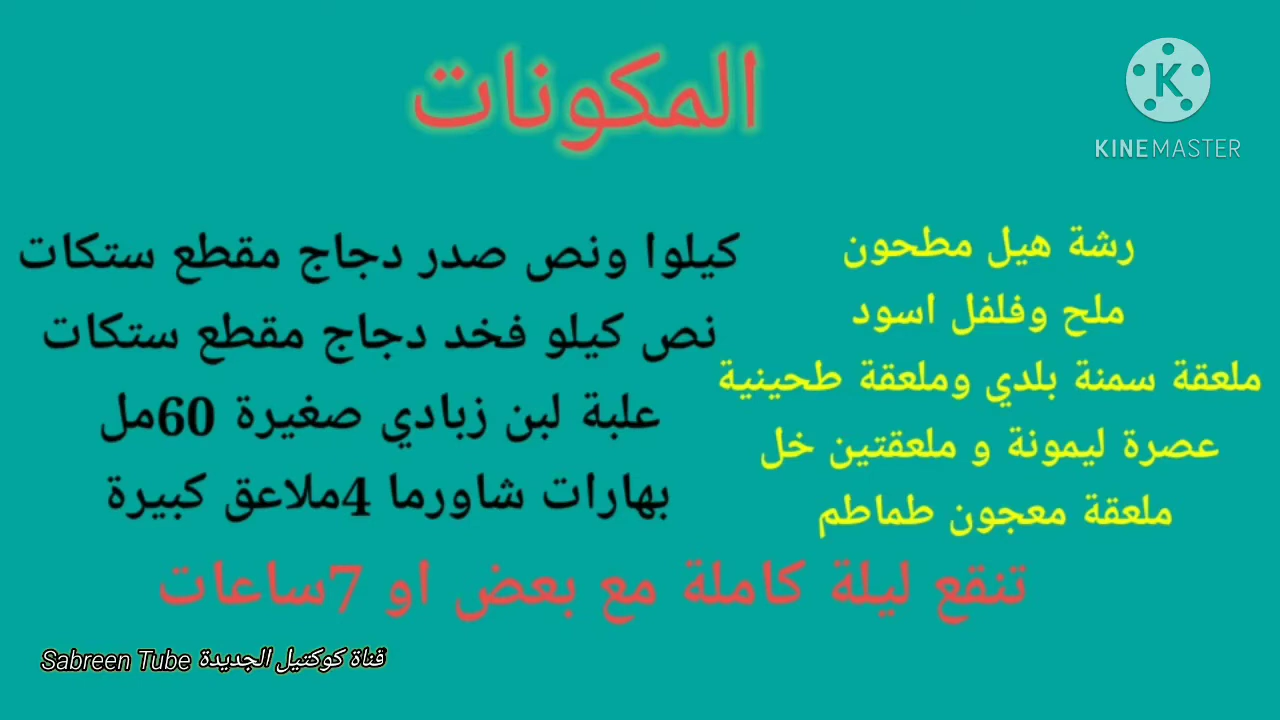 المكونات
K
KINEMASTER
رشة هيل مطحون
ملح وفلفل اسود
ملعقة سمنة بلدي وملعقة طحينية
عصرة ليمونة و ملعقتين خل
ملعقة معجون طماطم
كيلوا ونص صدر دجاج مقطع ستكات
نص كيلو فخد دجاج مقطع ستكات
علبة لبن زبادي صغيرة 60مل
بهارات شاورما 4ملاعق كبيرة
تنقع ليلة كاملة مع بعض او 7ساعات
قناة كوكتيل الجديدة Sabreen Tube